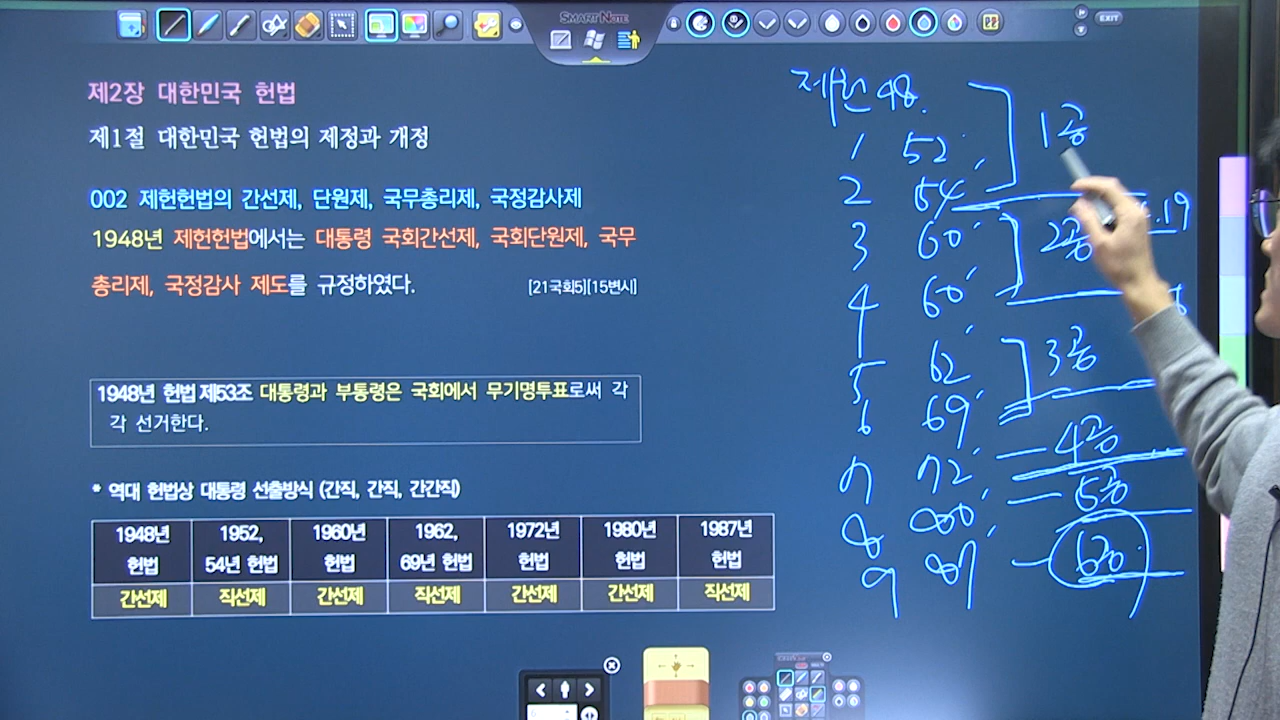 SMART NOTE
EXIT
제2장 대한민국 헌법
제1절 대한민국 헌법의 제정과 개정
002 제헌헌법의 간선제, 단원제, 국무총리제, 국정감사제
1948년 제헌헌법에서는 대통령 국회간선제, 국회단원제, 국무
총리제, 국정감사 제도를 규정하였다. [21국회5][15변시]
1948년 헌법 제53조 대통령과 부통령은 국회에서 무기명투표로써 각
각 선거한다.
* 역대 헌법상 대통령 선출방식 (간직, 간직, 간간직)
1948년 헌법 1952, 54년 헌법 1960년 헌법 1962, 69년 헌법 1972년 헌법 1980년 헌법 1987년 헌법
간선제 직선제 간선제 직선제 간선제 간선제 직선제
제헌 48.
1 52'
2 54'
1공
3 60'
4 60'
2공
.19
5 62'
6 69'
3공
7 72'
4공
8 80'
5공
9 87'
6공